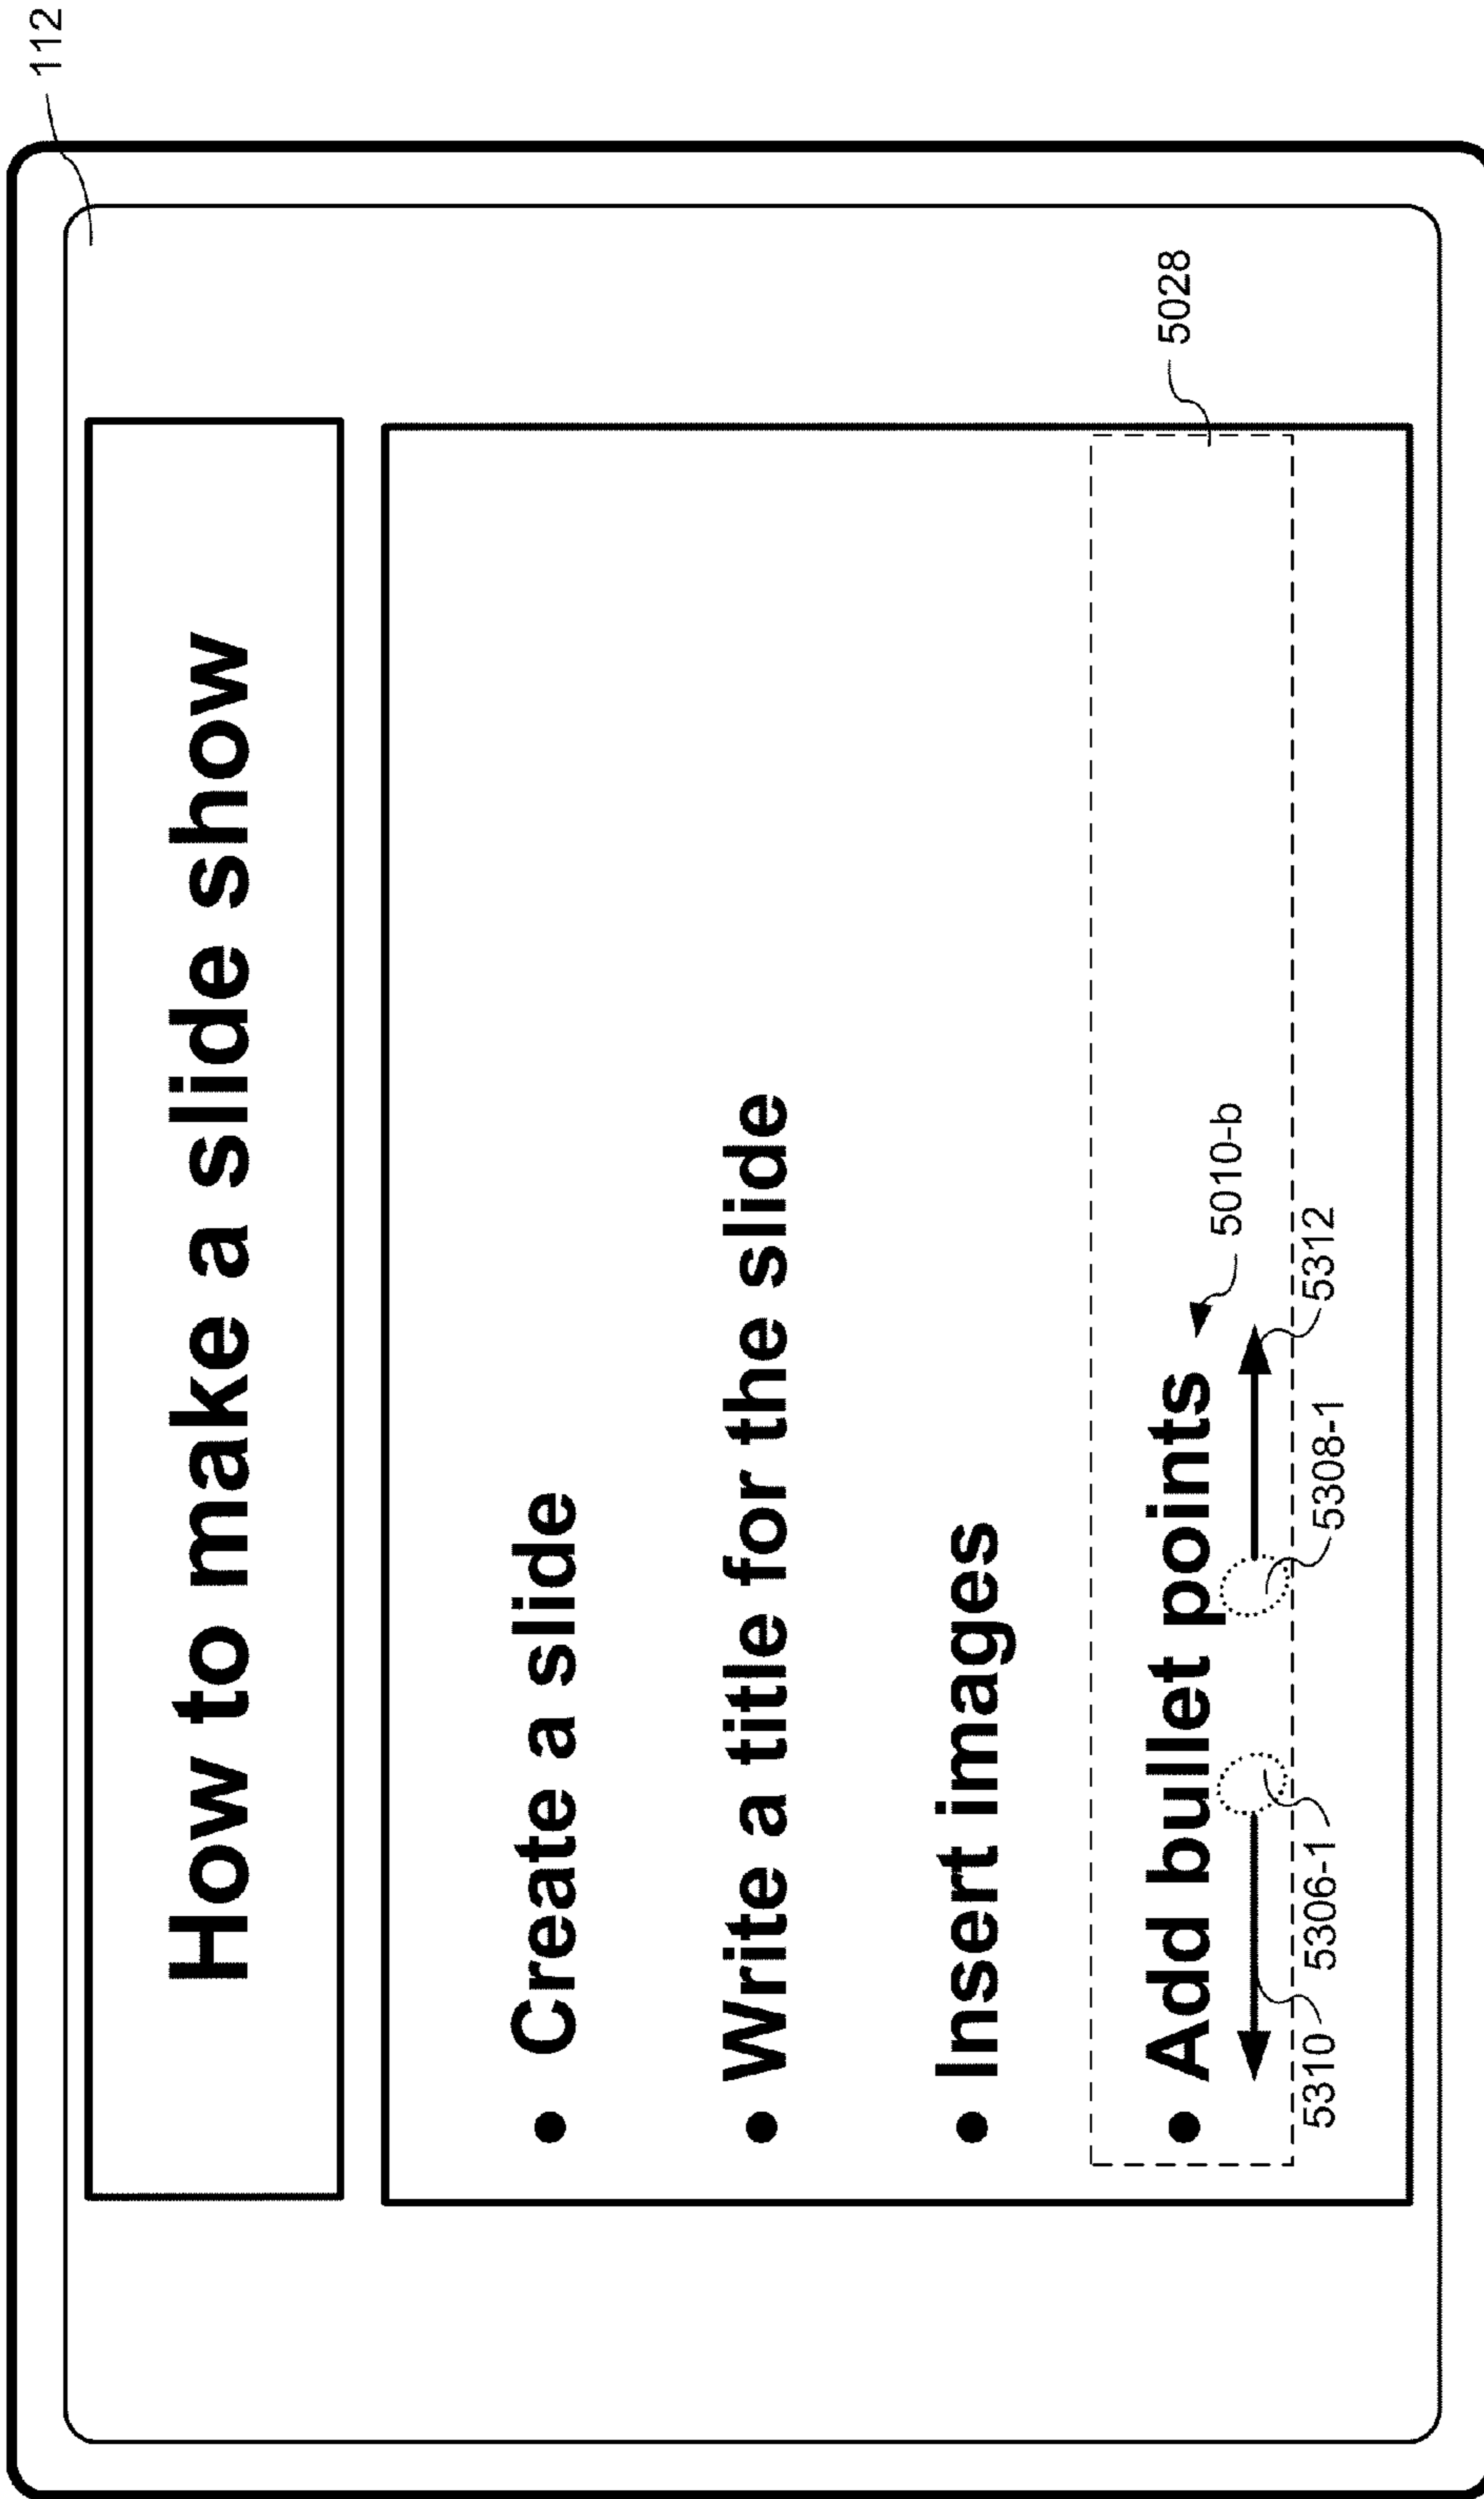 112
How to make a slide show
• Create a slide
• Write a title for the slide
• Insert images
5028
• Add bullet points
5010-b
5310
5306-1
5308-1
5312